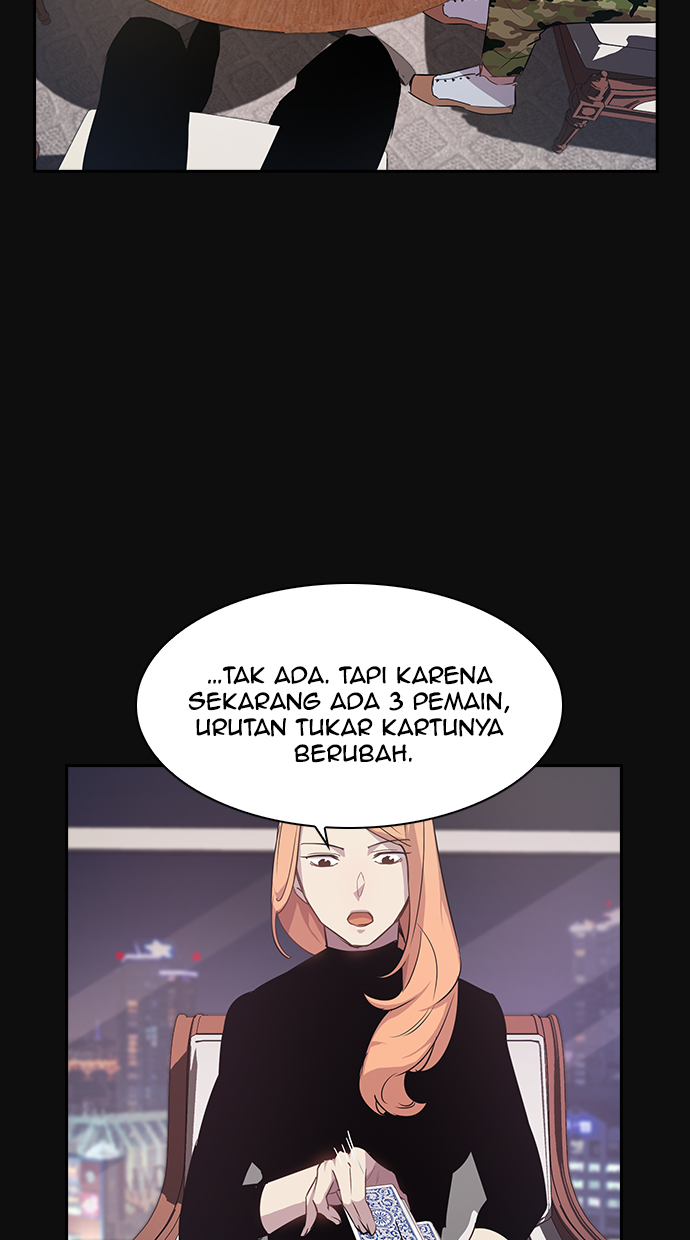 ...TAK ADA. TAPI KARENA
SEKARANG ADA 3 PEMAIN,
URUTAN TUKAR KARTUNYA
BERUBAH.